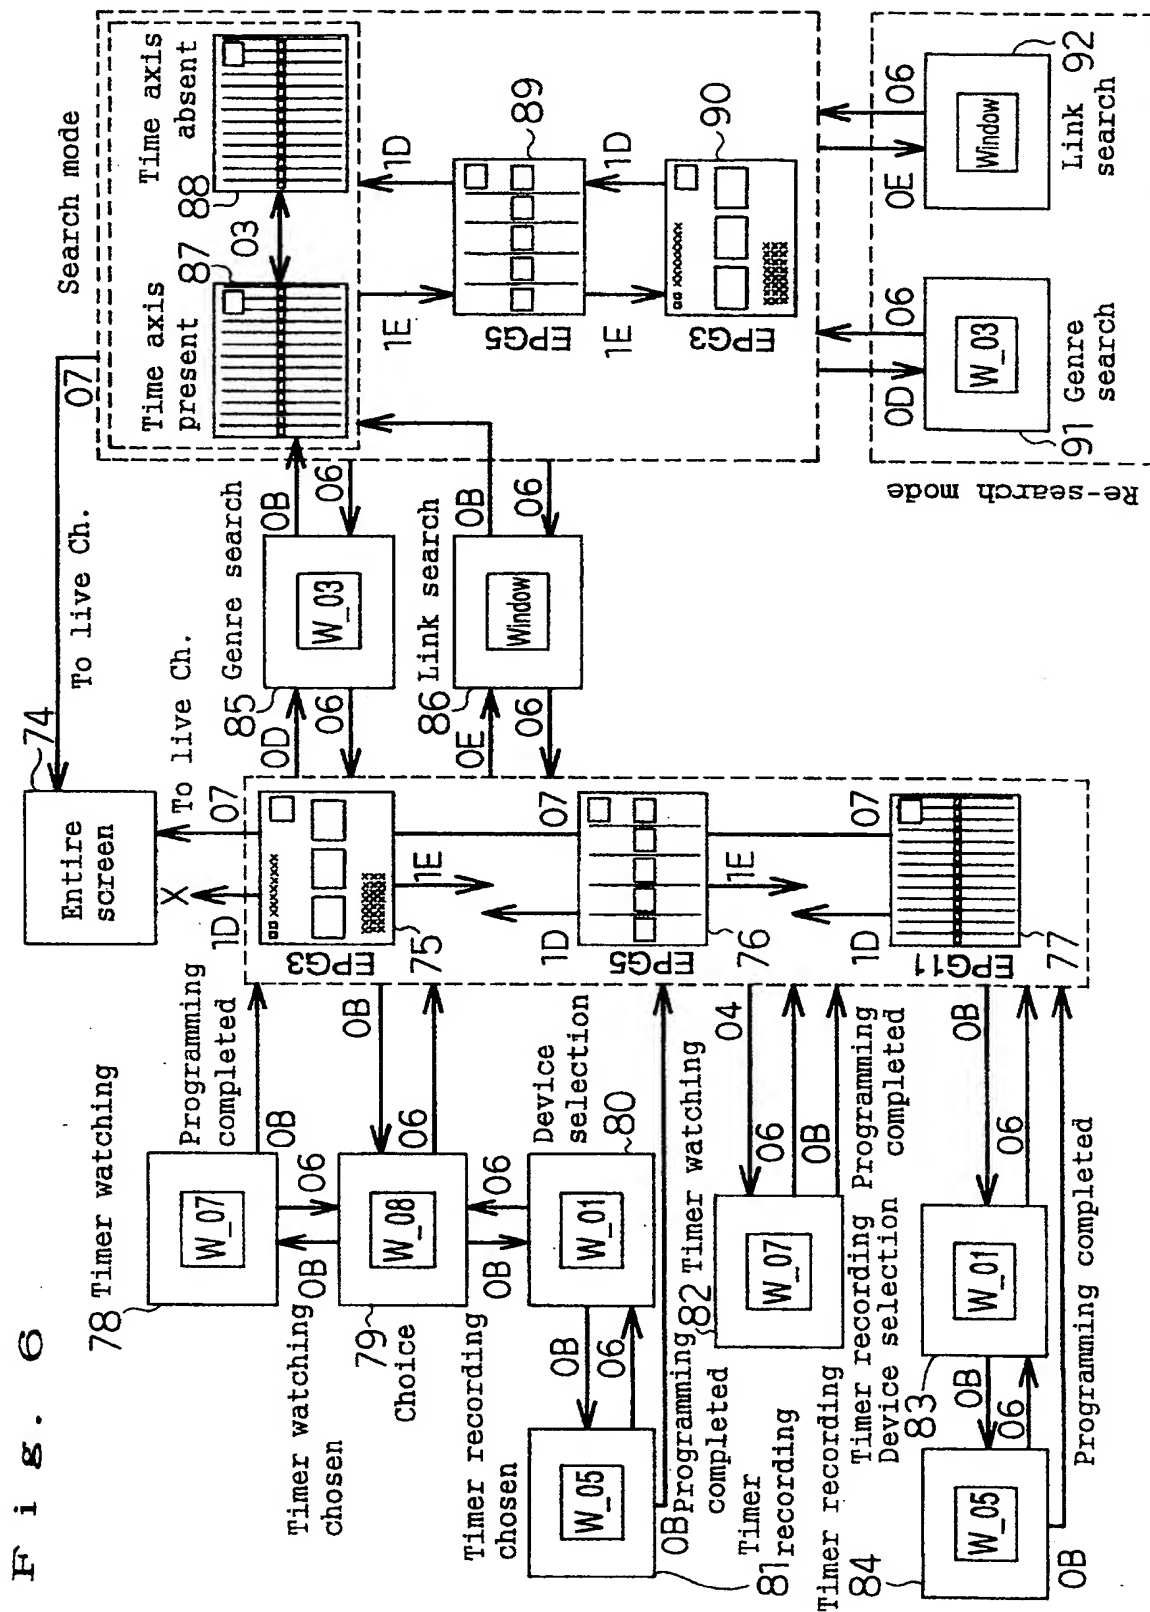 Fig. 6
74
Entire
screen
To live Ch.
To live Ch.
07
Search mode
Time axis
present
87
03
88
Time axis
absent
1E
1D
89
EPG5
1E
1D
90
□□ XXXXXXXXX
XXXXXXXX
XXXXXXXX
EPG3
0D
06
W_03
91
Genre
search
0E
06
Window
92
Link
search
Re-search mode
85
Genre search
W_03
0D
06
0B
06
86
Link search
Window
0E
06
0B
06
X
1D
07
□□ XXXXXXXXX
XXXXXXXX
XXXXXXXX
EPG3
75
1E
1D
07
EPG5
76
1E
1D
07
EPG11
77
78
Timer watching
W_07
Programming
completed
0B
0B
06
Timer watching
chosen
W_08
79
Choice
0B
06
Timer recording
chosen
0B
06
Device
selection
80
W_01
0B
06
W_05
81
Timer
recording
0B
Programming
completed
82
Timer watching
W_07
04
06
0B
Programming
completed
Timer recording
Device selection
83
W_01
0B
06
0B
06
Timer recording
84
W_05
0B
Programming completed